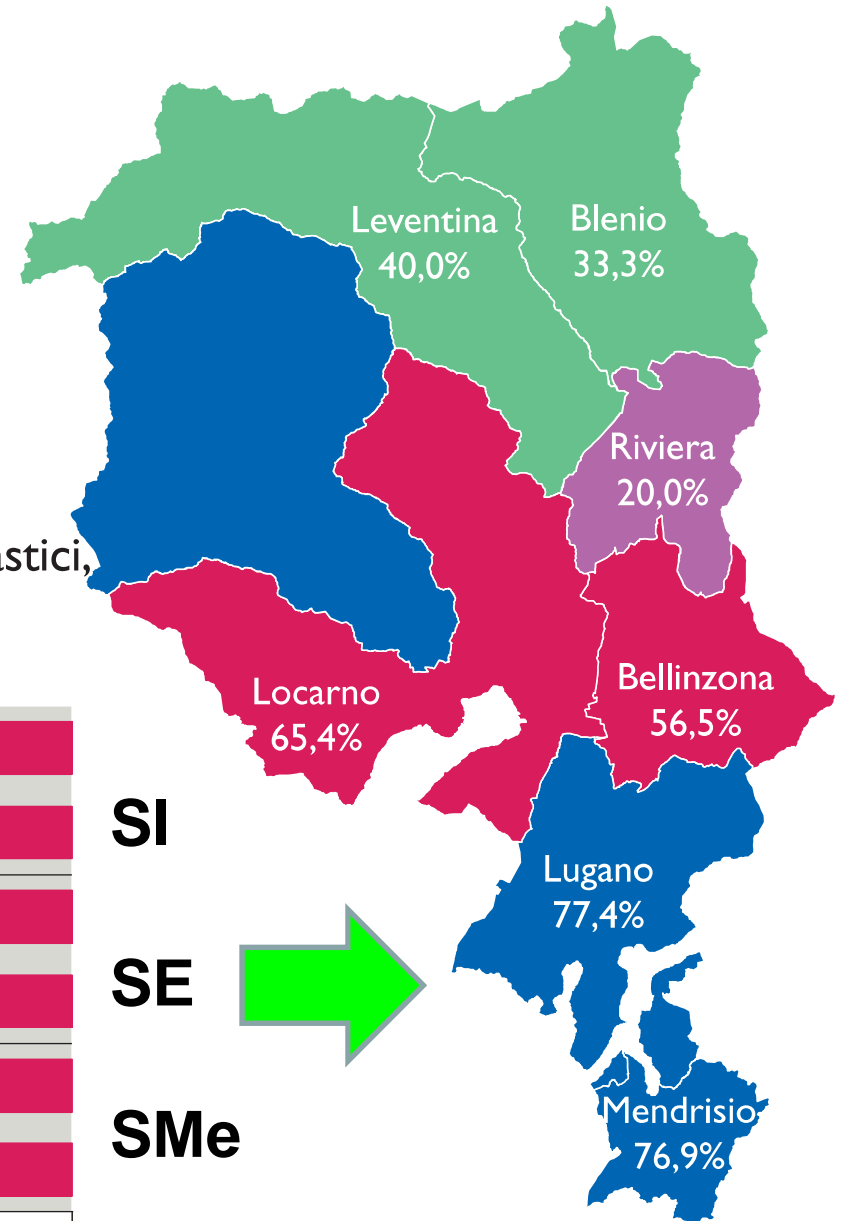 Leventina
40,0%
Blenio
33,3%
Riviera
20,0%
Locarno
65,4%
Bellinzona
56,5%
Lugano
77,4%
Mendrisio
76,9%
SI
SE
SMe